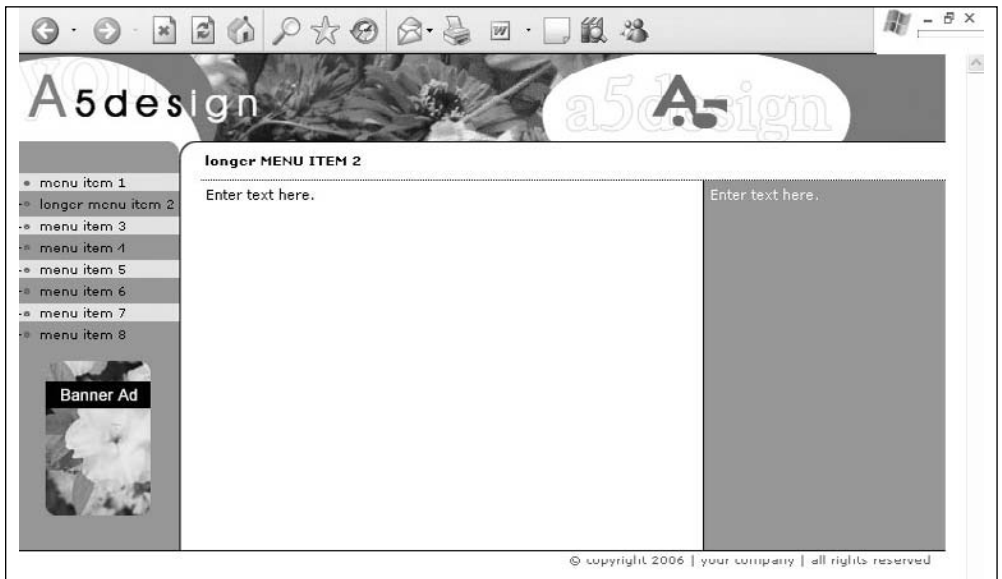 W
you
A5design
a5design
A
longer MENU ITEM 2
menu item 1
longer menu item 2
menu item 3
menu item 4
menu item 5
menu item 6
menu item 7
menu item 8
Enter text here.
Enter text here.
Banner Ad
© copyright 2006 | your company | all rights reserved